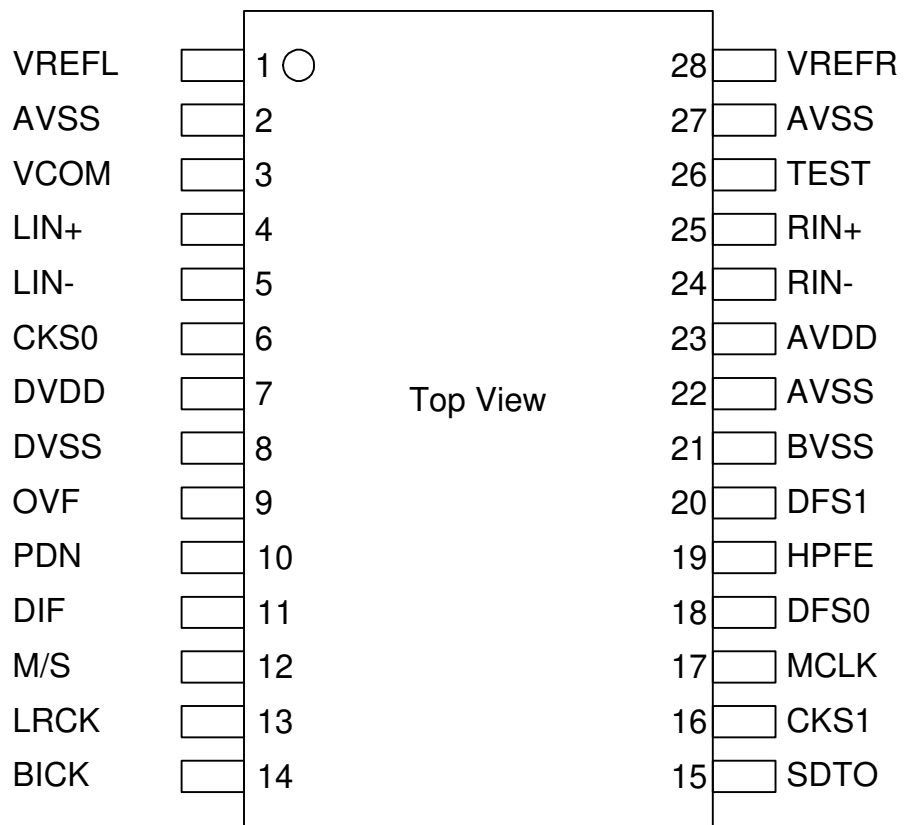 VREFL 1 28 VREFR
AVSS 2 27 AVSS
VCOM 3 26 TEST
LIN+ 4 25 RIN+
LIN- 5 24 RIN-
CKS0 6 23 AVDD
DVDD 7 Top View 22 AVSS
DVSS 8 21 BVSS
OVF 9 20 DFS1
PDN 10 19 HPFE
DIF 11 18 DFS0
M/S 12 17 MCLK
LRCK 13 16 CKS1
BICK 14 15 SDTO